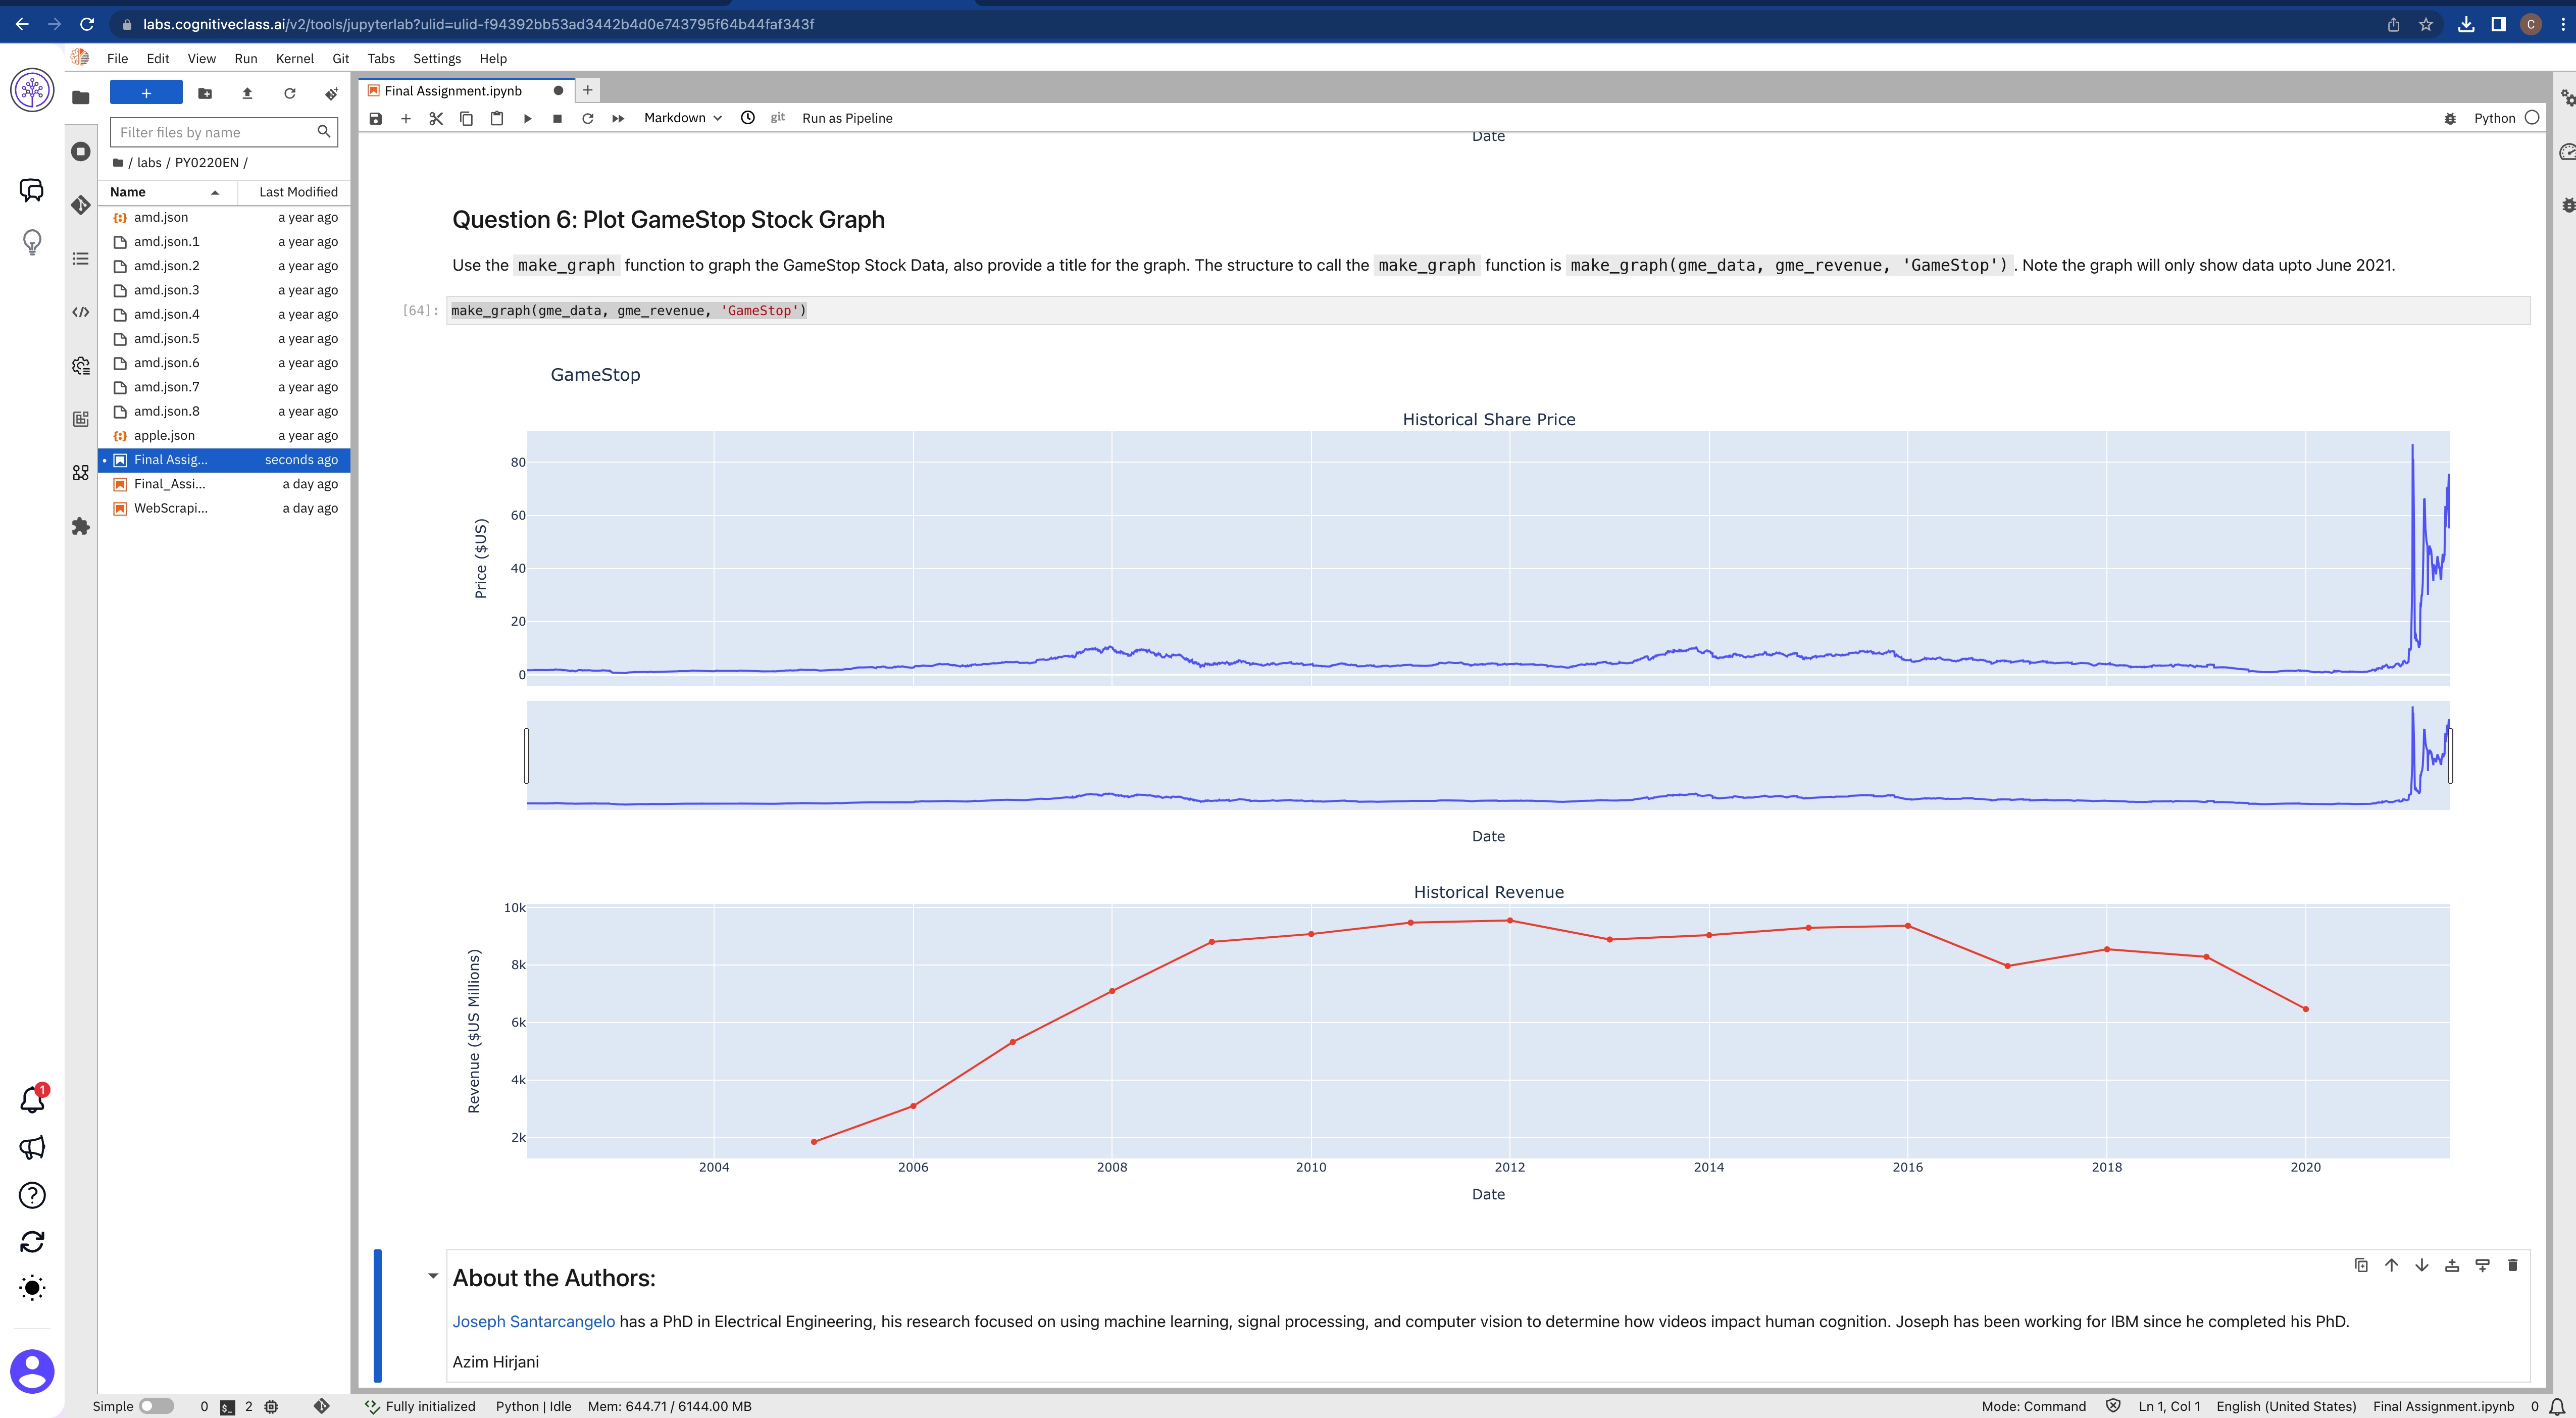 labs.cognitiveclass.ai/v2/tools/jupyterlab?ulid=ulid-f94392bb53ad3442b4d0e743795f64b44faf343f
C
File Edit View Run Kernel Git Tabs Settings Help
Final Assignment.ipynb
Markdown git Run as Pipeline
Python
Filter files by name
/ labs / PY0220EN /
Name Last Modified
amd.json a year ago
amd.json.1 a year ago
amd.json.2 a year ago
amd.json.3 a year ago
amd.json.4 a year ago
amd.json.5 a year ago
amd.json.6 a year ago
amd.json.7 a year ago
amd.json.8 a year ago
apple.json a year ago
Final Assig... seconds ago
Final_Assi... a day ago
WebScrapi... a day ago
1
Date
Question 6: Plot GameStop Stock Graph
Use the make_graph function to graph the GameStop Stock Data, also provide a title for the graph. The structure to call the make_graph function is make_graph(gme_data, gme_revenue, 'GameStop'). Note the graph will only show data upto June 2021.
[64]: make_graph(gme_data, gme_revenue, 'GameStop')
GameStop
Historical Share Price
80
60
40
20
0
Price ($US)
Date
Historical Revenue
10k
8k
6k
4k
2k
Revenue ($US Millions)
2004 2006 2008 2010 2012 2014 2016 2018 2020
Date
About the Authors:
Joseph Santarcangelo has a PhD in Electrical Engineering, his research focused on using machine learning, signal processing, and computer vision to determine how videos impact human cognition. Joseph has been working for IBM since he completed his PhD.
Azim Hirjani
Simple 0 $_ 2 Fully initialized Python | Idle Mem: 644.71 / 6144.00 MB Mode: Command Ln 1, Col 1 English (United States) Final Assignment.ipynb 0